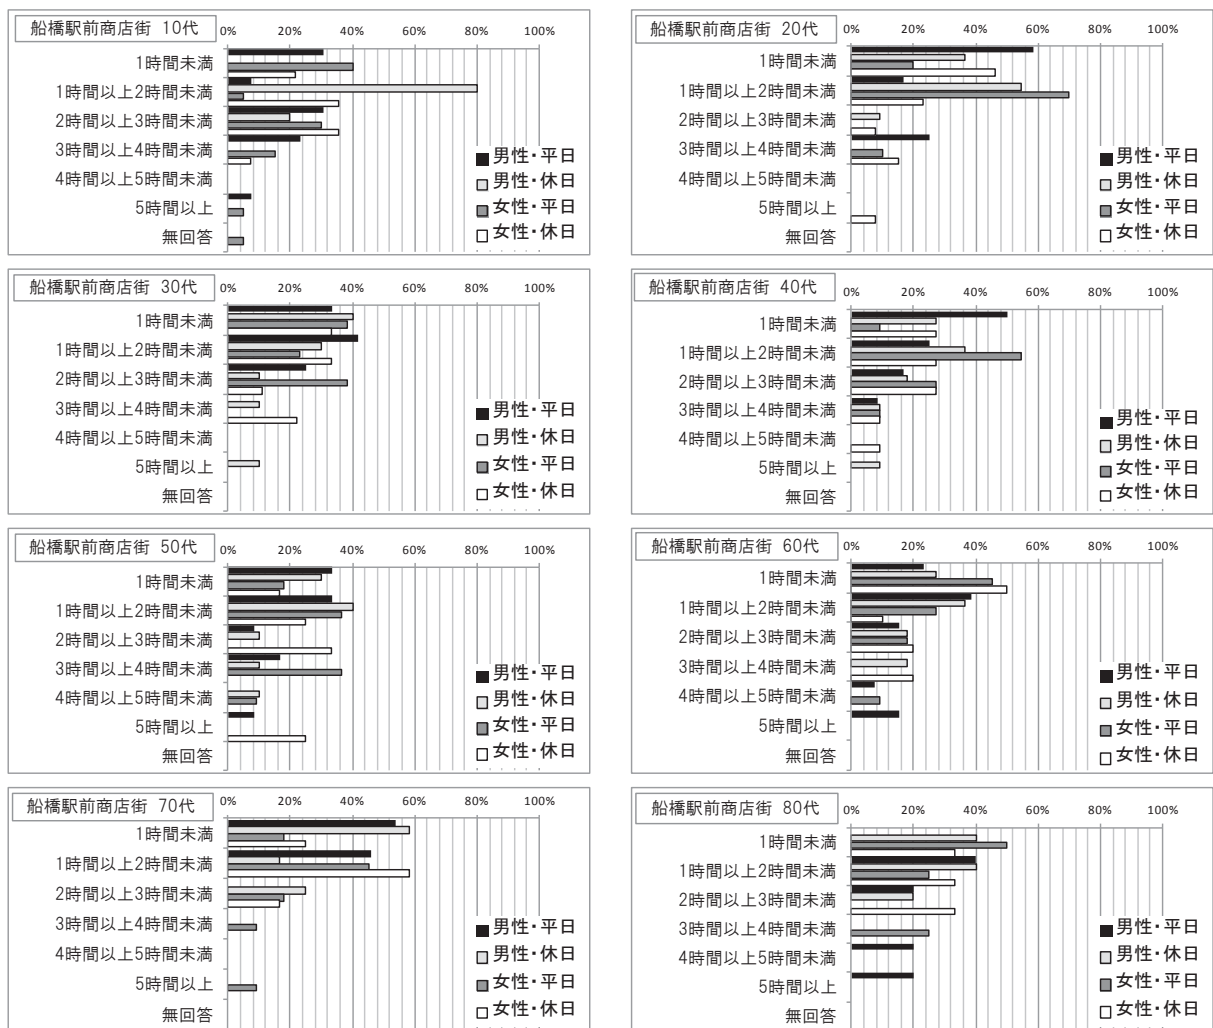 船橋駅前商店街 10代
0% 20% 40% 60% 80% 100%
1時間未満
1時間以上2時間未満
2時間以上3時間未満
3時間以上4時間未満
4時間以上5時間未満
5時間以上
無回答
男性・平日
男性・休日
女性・平日
女性・休日
船橋駅前商店街 20代
0% 20% 40% 60% 80% 100%
1時間未満
1時間以上2時間未満
2時間以上3時間未満
3時間以上4時間未満
4時間以上5時間未満
5時間以上
無回答
男性・平日
男性・休日
女性・平日
女性・休日
船橋駅前商店街 30代
0% 20% 40% 60% 80% 100%
1時間未満
1時間以上2時間未満
2時間以上3時間未満
3時間以上4時間未満
4時間以上5時間未満
5時間以上
無回答
男性・平日
男性・休日
女性・平日
女性・休日
船橋駅前商店街 40代
0% 20% 40% 60% 80% 100%
1時間未満
1時間以上2時間未満
2時間以上3時間未満
3時間以上4時間未満
4時間以上5時間未満
5時間以上
無回答
男性・平日
男性・休日
女性・平日
女性・休日
船橋駅前商店街 50代
0% 20% 40% 60% 80% 100%
1時間未満
1時間以上2時間未満
2時間以上3時間未満
3時間以上4時間未満
4時間以上5時間未満
5時間以上
無回答
男性・平日
男性・休日
女性・平日
女性・休日
船橋駅前商店街 60代
0% 20% 40% 60% 80% 100%
1時間未満
1時間以上2時間未満
2時間以上3時間未満
3時間以上4時間未満
4時間以上5時間未満
5時間以上
無回答
男性・平日
男性・休日
女性・平日
女性・休日
船橋駅前商店街 70代
0% 20% 40% 60% 80% 100%
1時間未満
1時間以上2時間未満
2時間以上3時間未満
3時間以上4時間未満
4時間以上5時間未満
5時間以上
無回答
男性・平日
男性・休日
女性・平日
女性・休日
船橋駅前商店街 80代
0% 20% 40% 60% 80% 100%
1時間未満
1時間以上2時間未満
2時間以上3時間未満
3時間以上4時間未満
4時間以上5時間未満
5時間以上
無回答
男性・平日
男性・休日
女性・平日
女性・休日